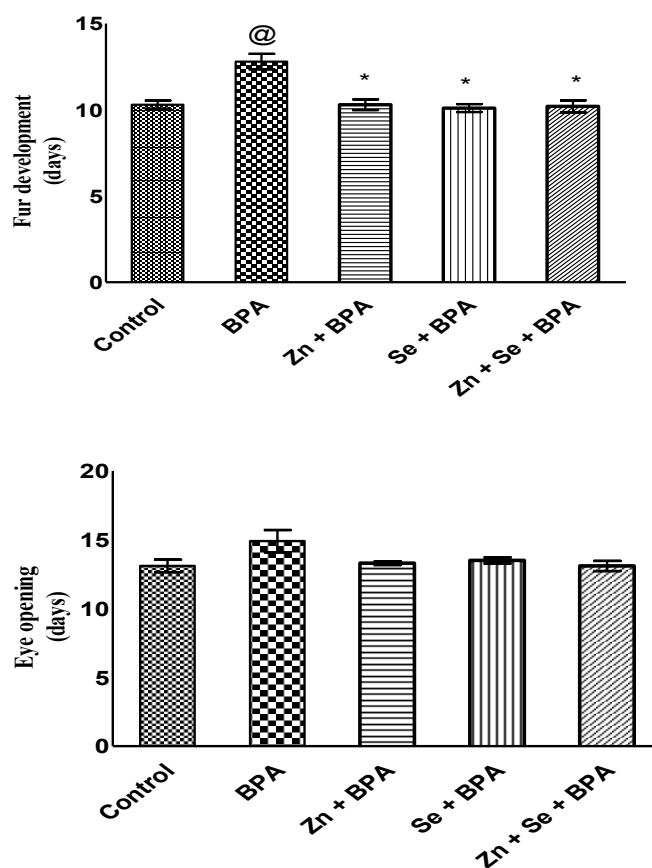 15
10
5
0
Fur development
(days)
@
*
*
*
Control
BPA
Zn + BPA
Se + BPA
Zn + Se + BPA
20
15
10
5
0
Eye opening
(days)
Control
BPA
Zn + BPA
Se + BPA
Zn + Se + BPA